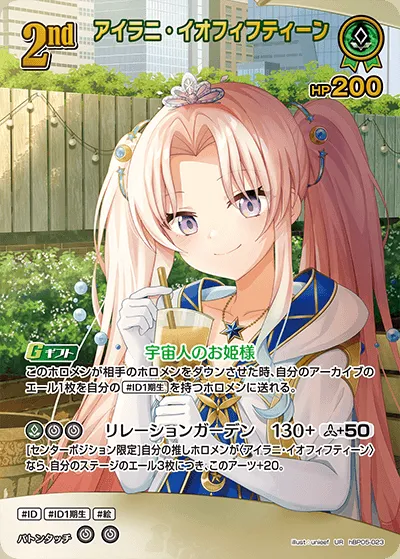 2nd アイラニ・イオフィフティーン
HP200
Gギフト 宇宙人のお姫様
このホロメンが相手のホロメンをダウンさせた時、自分のアーカイブの
エール1枚を自分の #ID1期生 を持つホロメンに送れる。
リレーションガーデン 130+ +50
[センターポジション限定]自分の推しホロメンが〈アイラニ・イオフィフティーン〉
なら、自分のステージのエール3枚につき、このアーツ+20。
#ID #ID1期生 #絵
バトンタッチ
illust: unleef UR hBP05-023